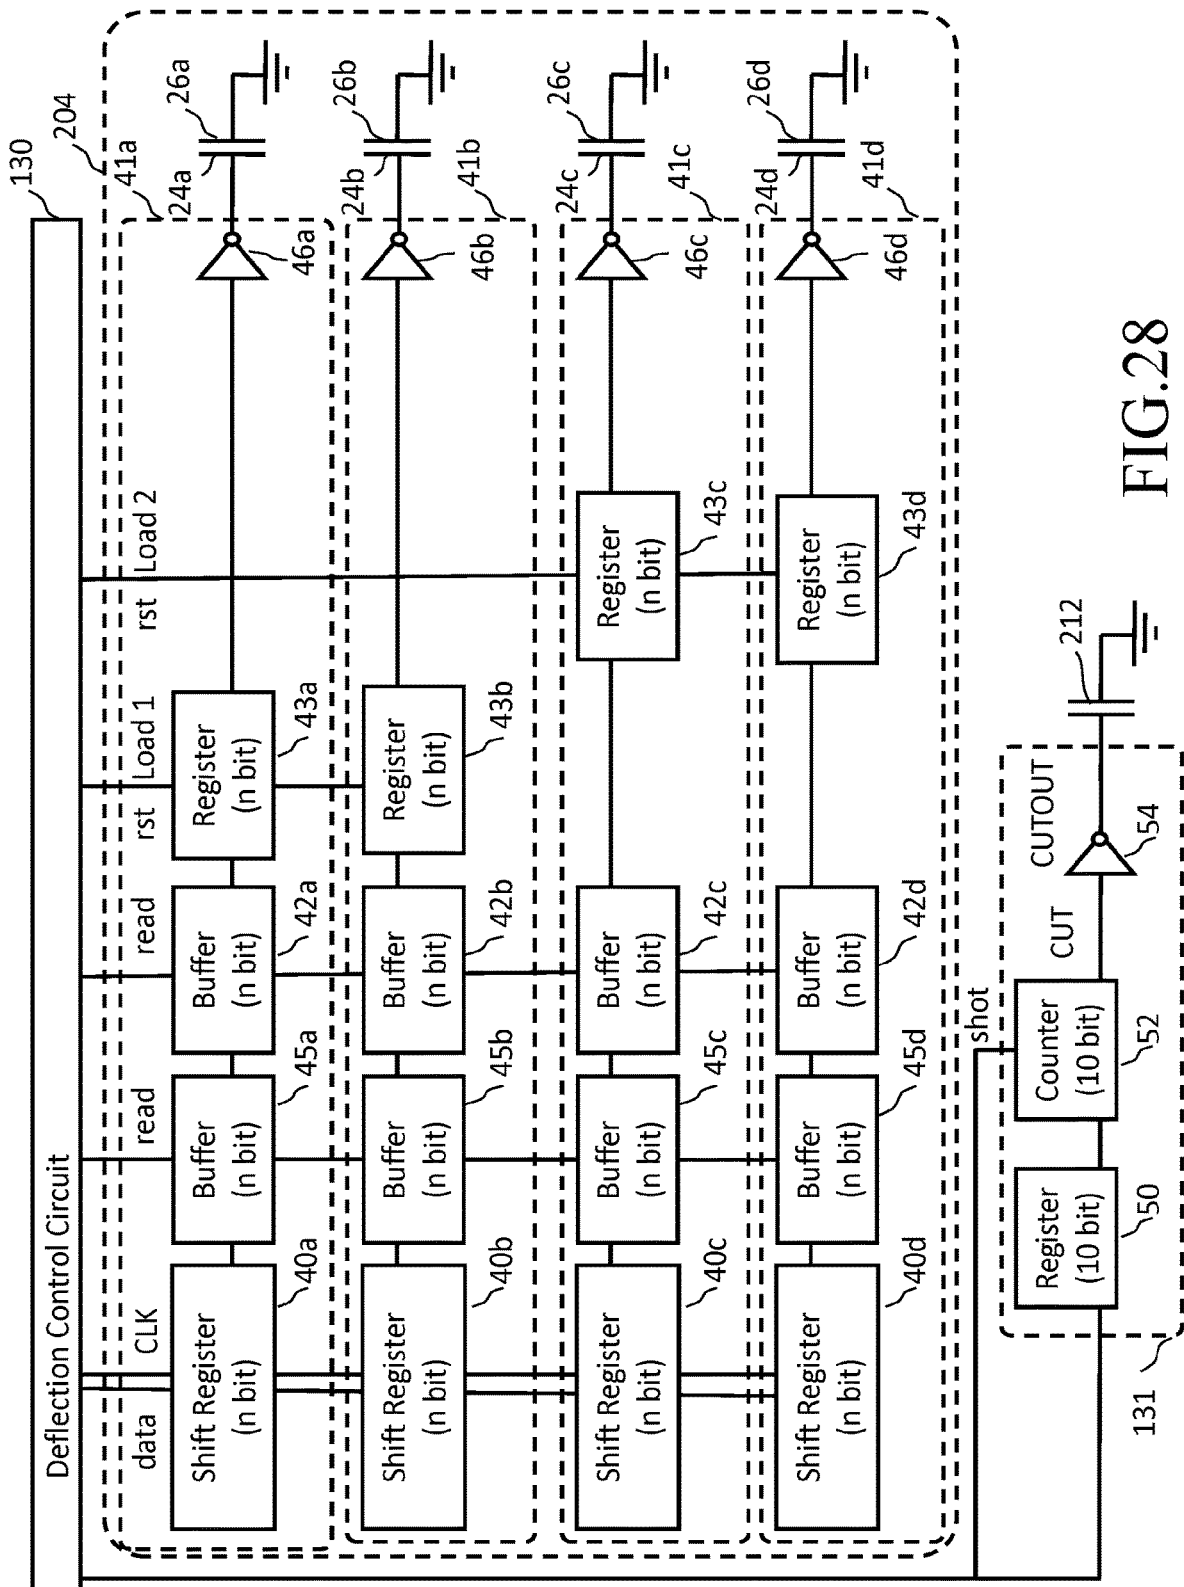 130
Deflection Control Circuit
204
data
CLK
read
read
rst
Load 1
rst
Load 2
41a
Shift Register
(n bit)
40a
Buffer
(n bit)
45a
Buffer
(n bit)
42a
Register
(n bit)
43a
46a
24a
26a
Shift Register
(n bit)
40b
Buffer
(n bit)
45b
Buffer
(n bit)
42b
Register
(n bit)
43b
46b
24b
26b
41b
Shift Register
(n bit)
40c
Buffer
(n bit)
45c
Buffer
(n bit)
42c
Register
(n bit)
43c
46c
24c
26c
41c
Shift Register
(n bit)
40d
Buffer
(n bit)
45d
Buffer
(n bit)
42d
Register
(n bit)
43d
46d
24d
26d
41d
shot
Register
(10 bit)
50
Counter
(10 bit)
52
CUT
CUTOUT
54
212
131
FIG.28